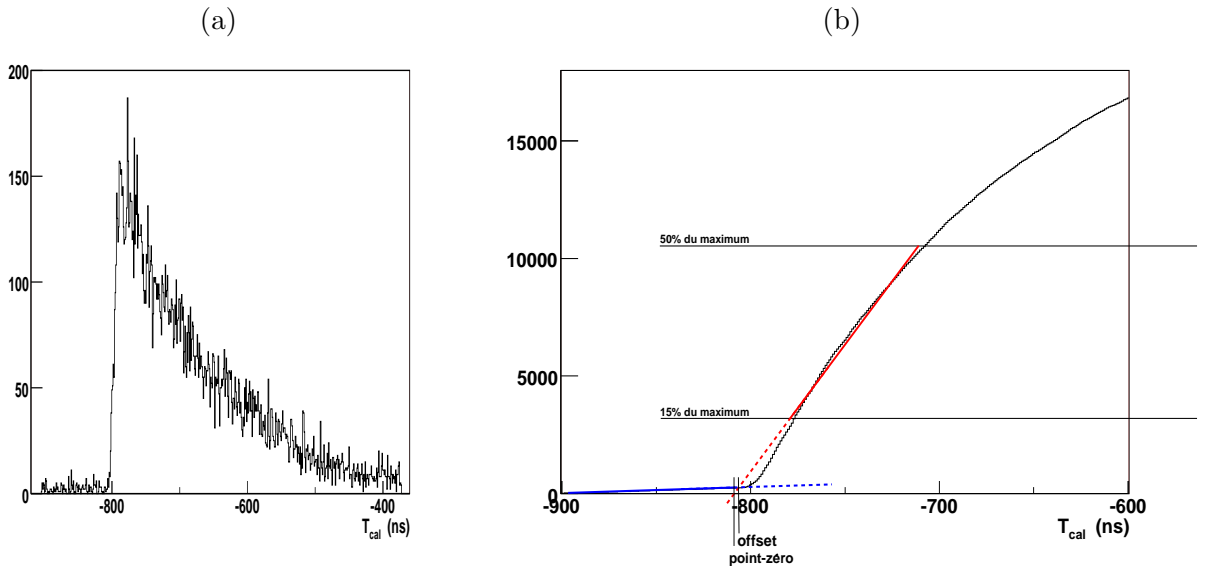 (a)
200
150
100
50
0
-800
-600
-400
T_cal (ns)
(b)
15000
10000
5000
0
50% du maximum
15% du maximum
-900
-800
-700
-600
T_cal (ns)
offset
point-zéro